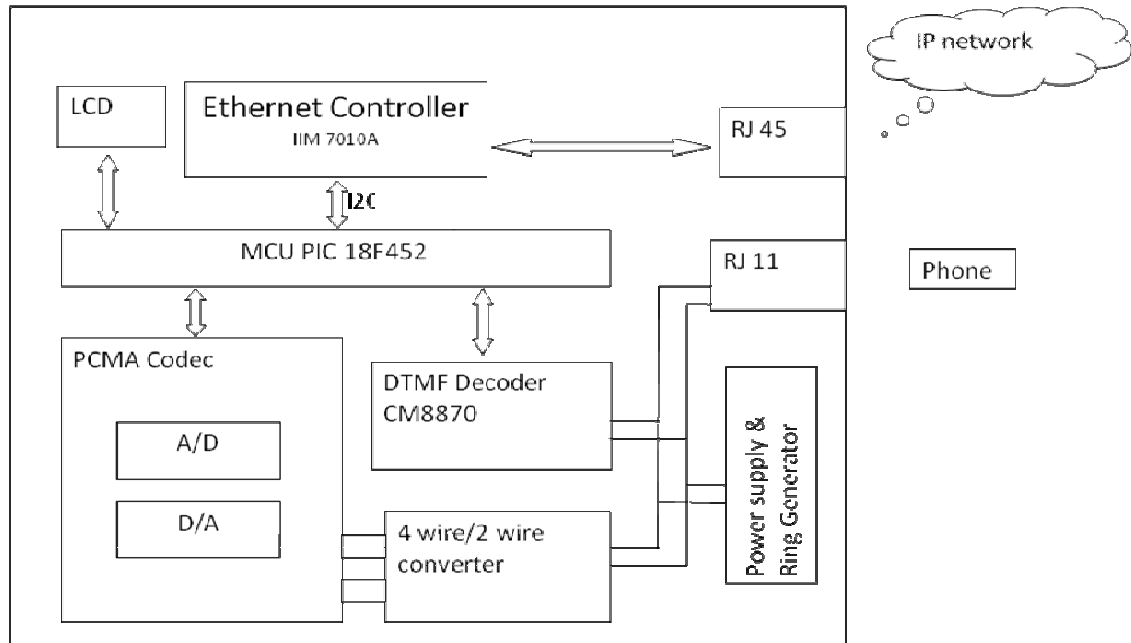 IP network
LCD
Ethernet Controller
IIM 7010A
RJ 45
I2C
MCU PIC 18F452
RJ 11
Phone
PCMA Codec
A/D
D/A
DTMF Decoder
CM8870
4 wire/2 wire
converter
Power supply &
Ring Generator